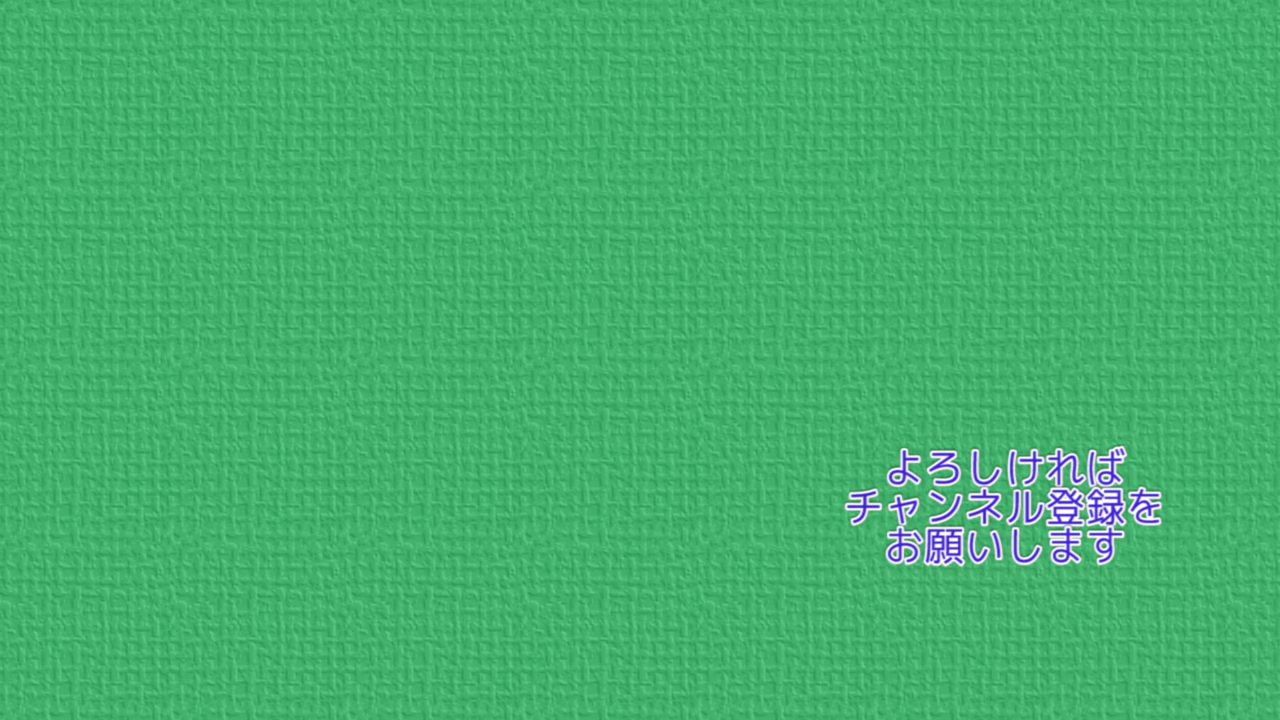 よろしければ
チャンネル登録を
お願いします